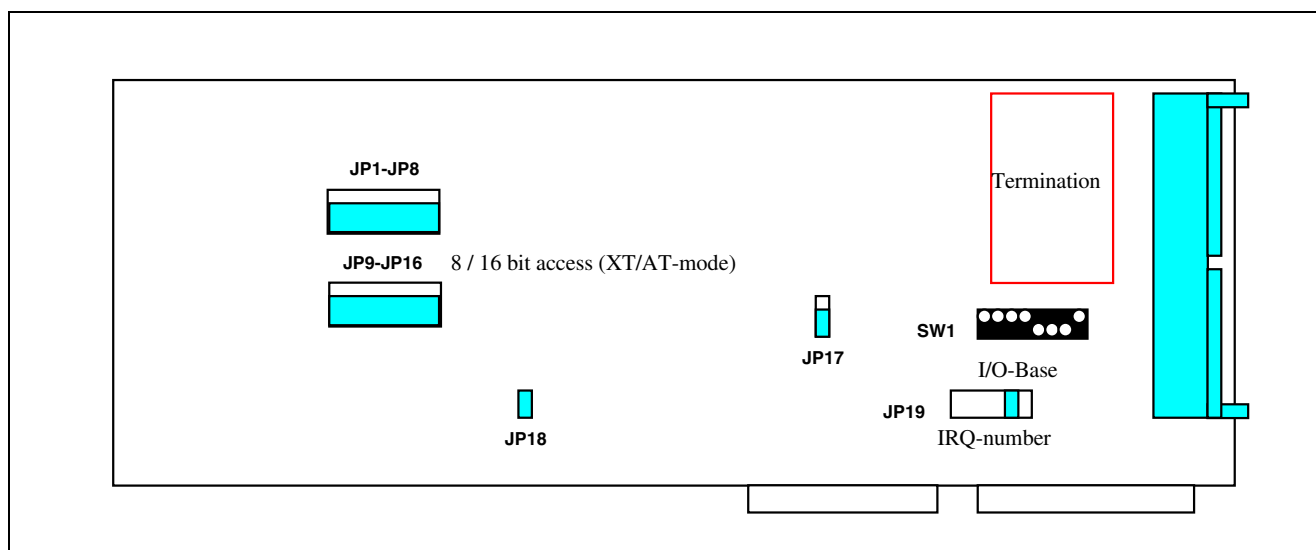 JP1-JP8
Termination
JP9-JP16
8 / 16 bit access (XT/AT-mode)
SW1
JP17
I/O-Base
JP19
JP18
IRQ-number